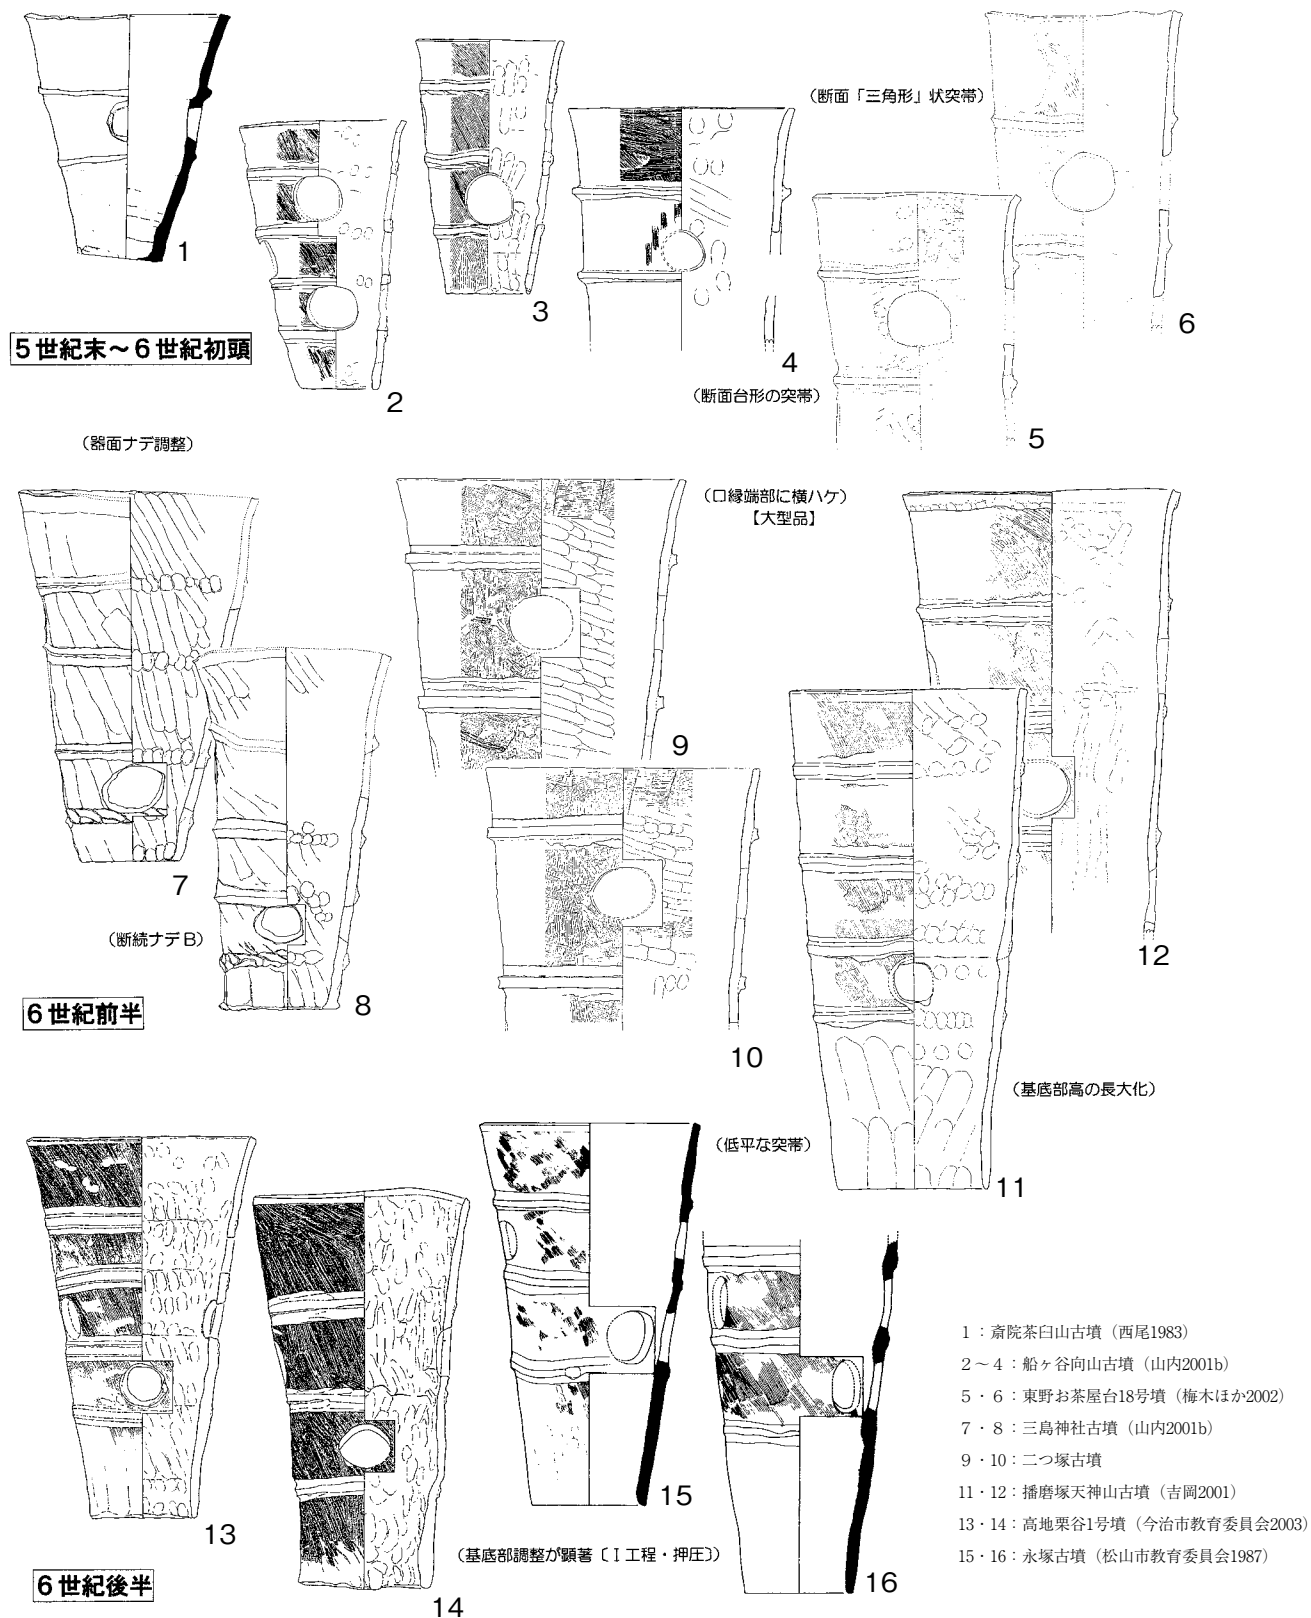 1
2
3
4
5
6
(断面「三角形」状突帯)
5世紀末～6世紀初頭
(断面台形の突帯)
(器面ナデ調整)
(口縁端部に横ハケ)
【大型品】
7
8
9
10
11
12
(断続ナデB)
6世紀前半
(基底部高の長大化)
(低平な突帯)
13
14
15
16
(基底部調整が顕著〔Ⅰ工程・押圧〕)
6世紀後半
1：斎院茶臼山古墳（西尾1983）
2～4：船ヶ谷向山古墳（山内2001b）
5・6：東野お茶屋台18号墳（梅木ほか2002）
7・8：三島神社古墳（山内2001b）
9・10：二つ塚古墳
11・12：播磨塚天神山古墳（吉岡2001）
13・14：高地栗谷1号墳（今治市教育委員会2003）
15・16：永塚古墳（松山市教育委員会1987）